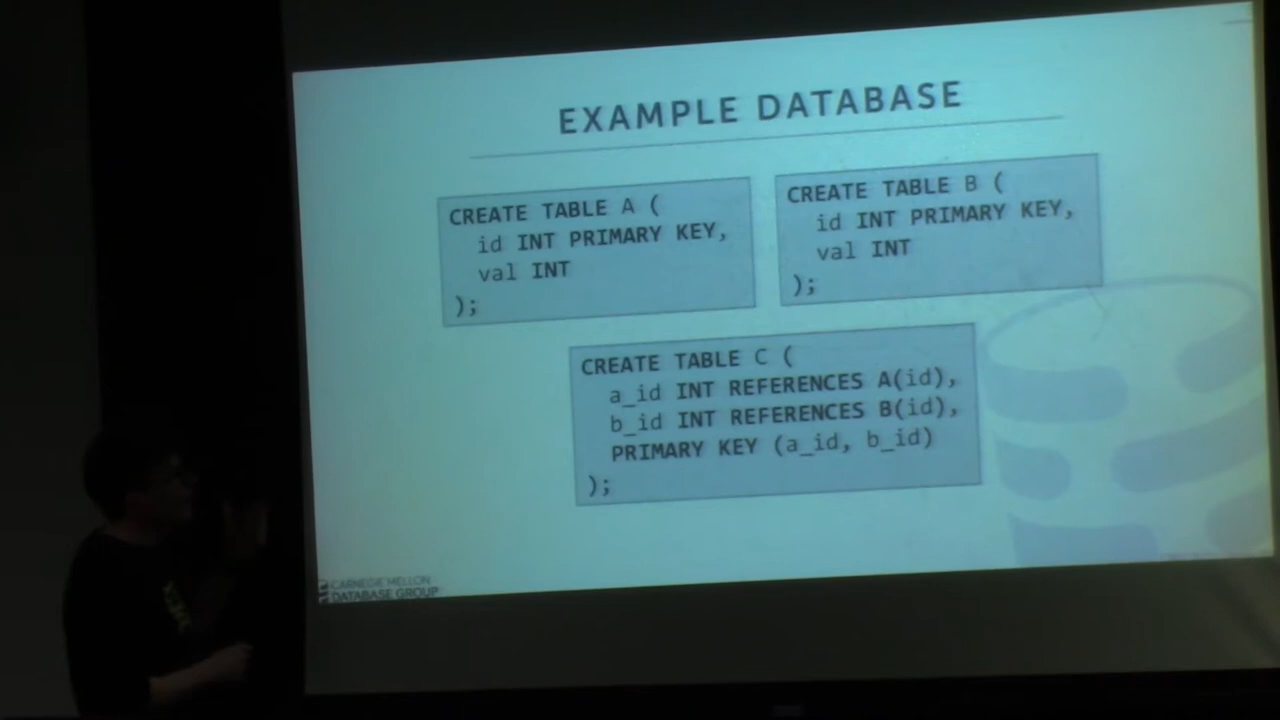 EXAMPLE DATABASE
CREATE TABLE A (
id INT PRIMARY KEY,
val INT
);
CREATE TABLE B (
id INT PRIMARY KEY,
val INT
);
CREATE TABLE C (
a_id INT REFERENCES A(id),
b_id INT REFERENCES B(id),
PRIMARY KEY (a_id, b_id)
);
CARNEGIE MELLON
DATABASE GROUP